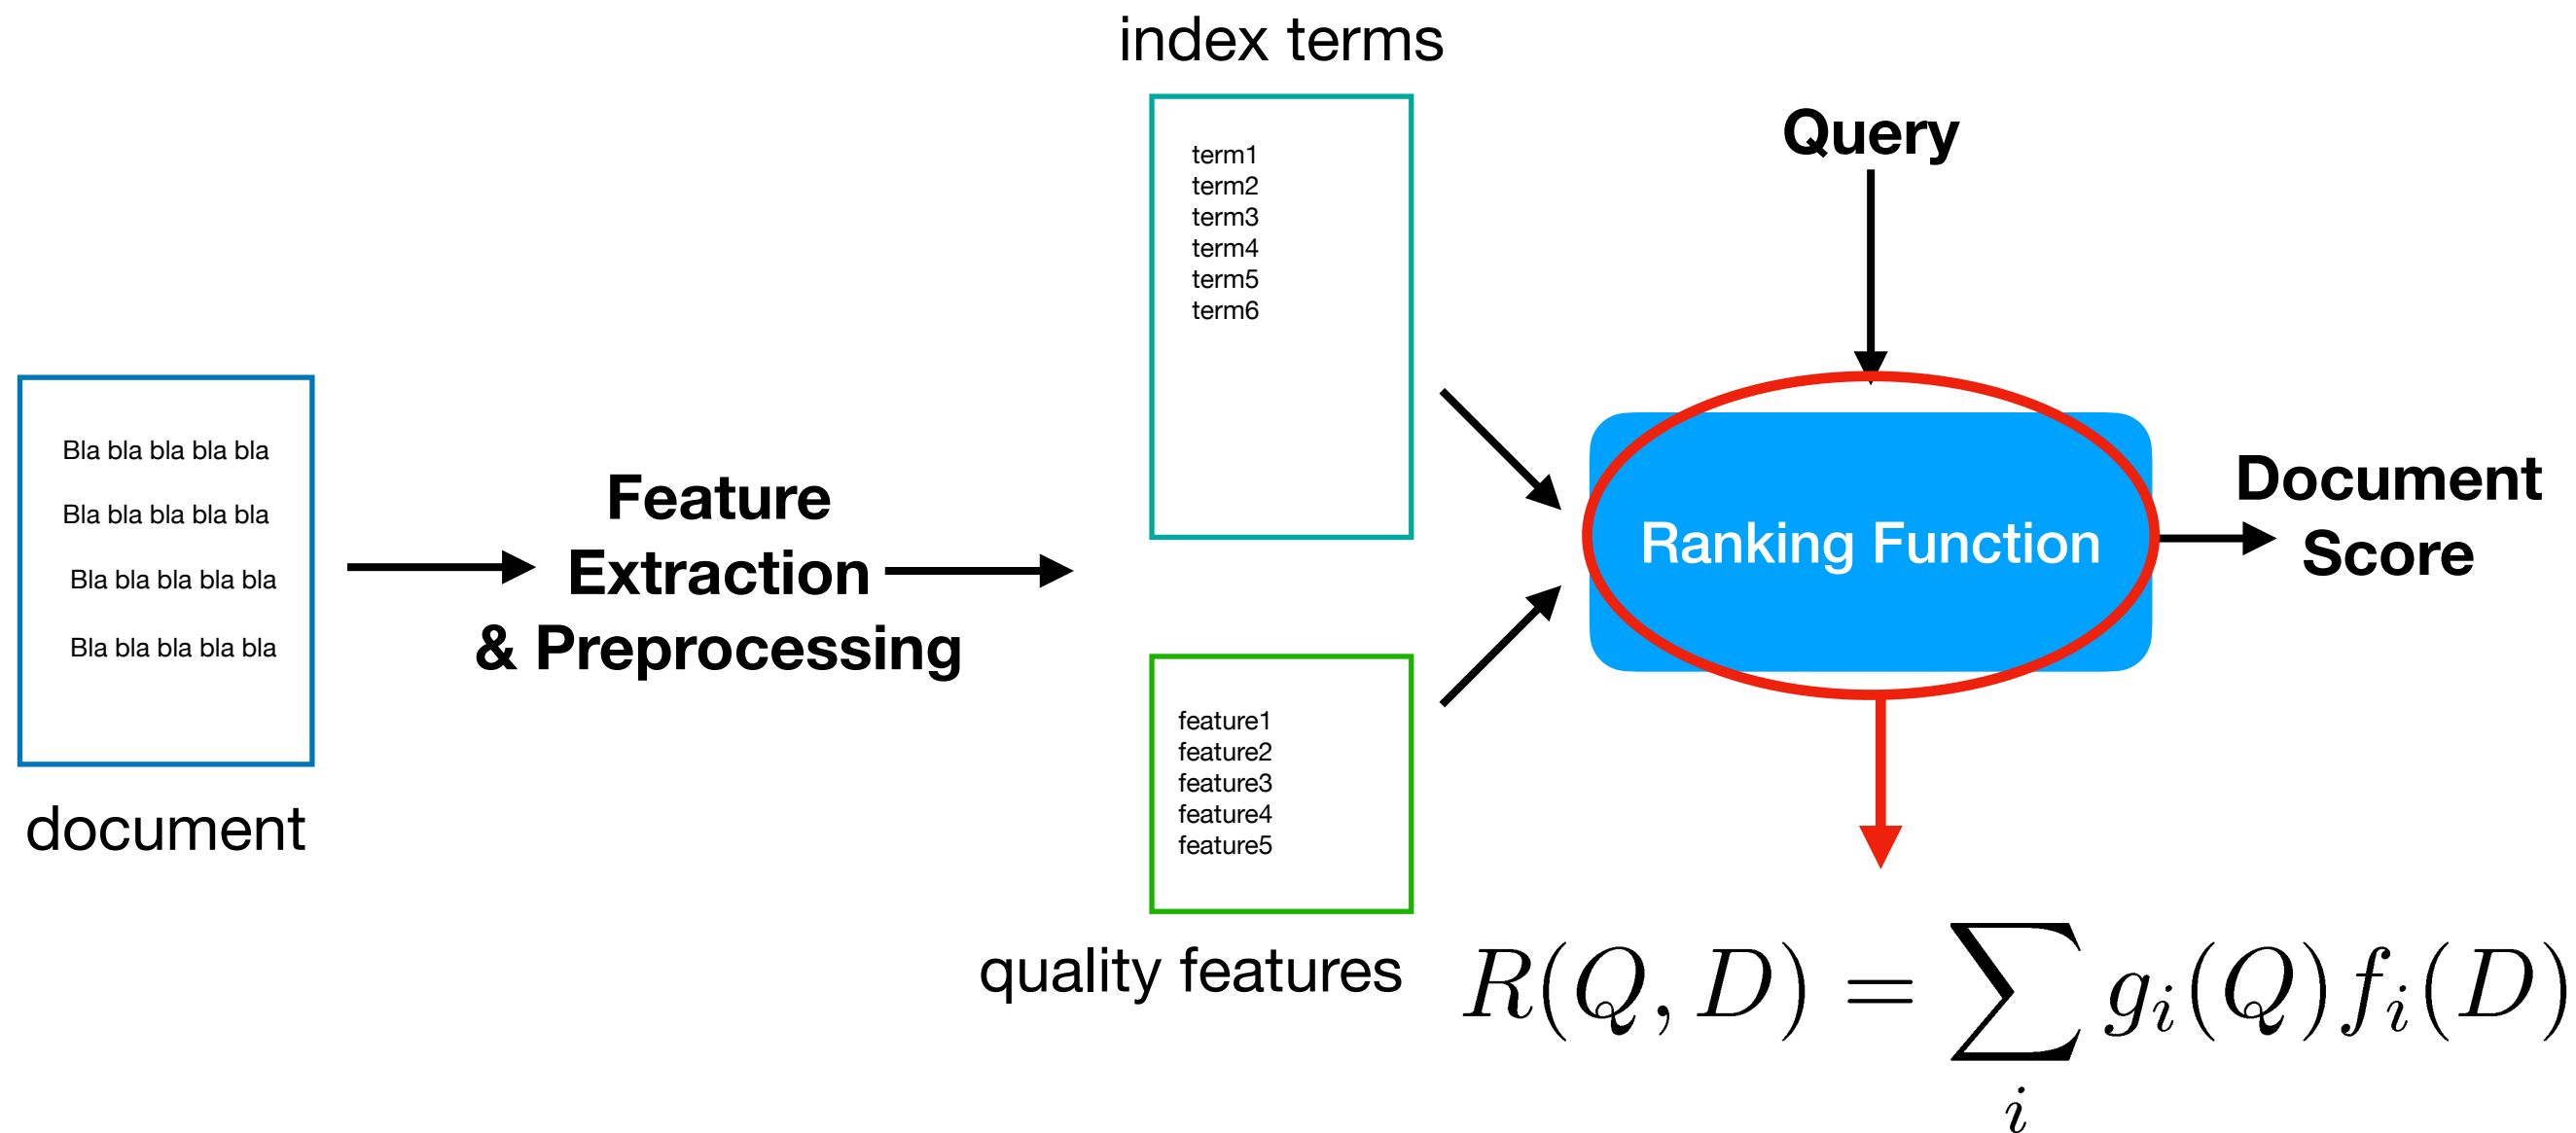 index terms
term1
term2
term3
term4
term5
term6
Query
Bla bla bla bla bla
Bla bla bla bla bla
Bla bla bla bla bla
Bla bla bla bla bla
document
Feature
Extraction
& Preprocessing
feature1
feature2
feature3
feature4
feature5
quality features
Ranking Function
Document
Score
R(Q, D) = ∑ᵢ gᵢ(Q)fᵢ(D)